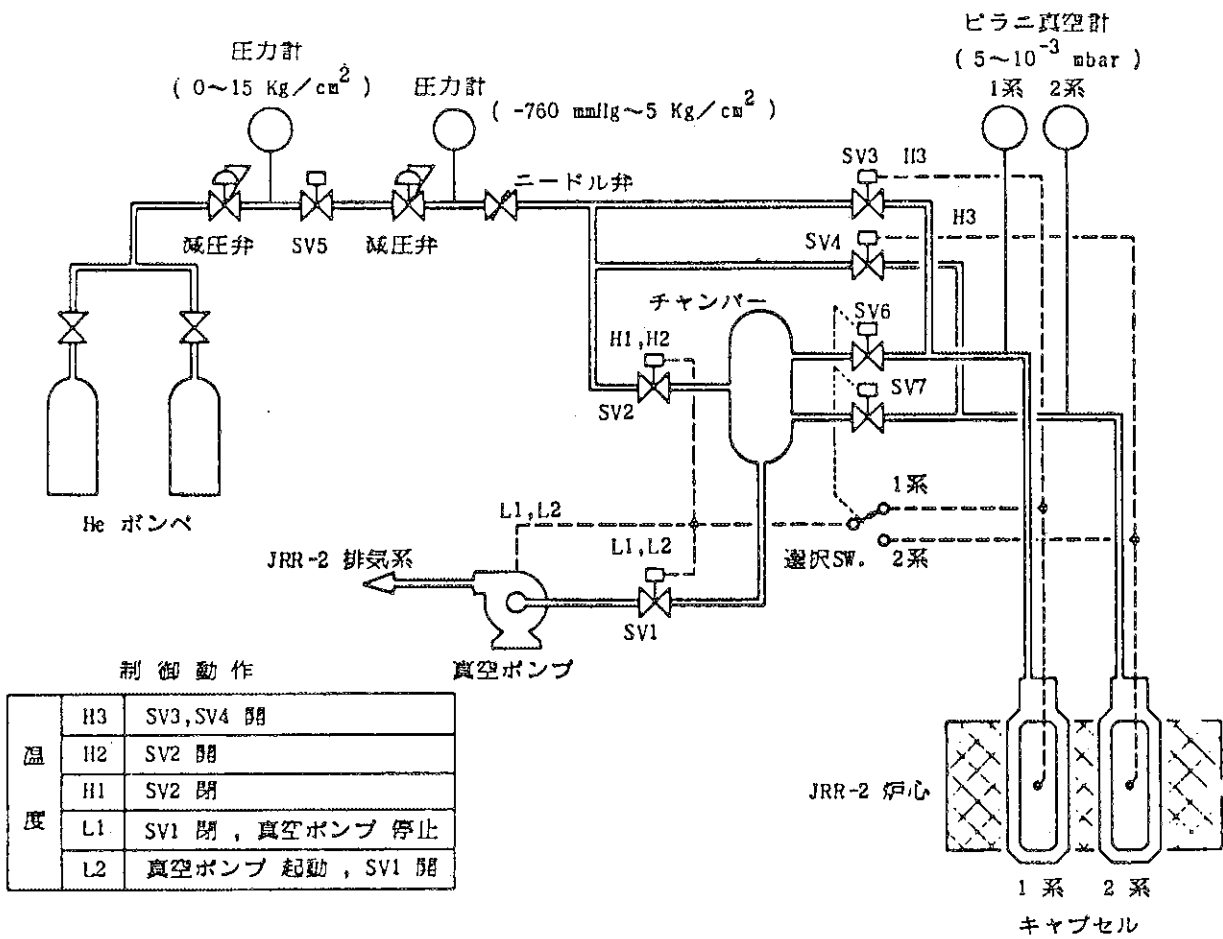 ピラニ真空計
( 5～10⁻³ mbar )
1系 2系
圧力計
( 0～15 Kg／cm² )
圧力計
( -760 mmHg～5 Kg／cm² )
ニードル弁
SV3 H3
減圧弁 SV5 減圧弁
SV4 H3
チャンバー
SV6
H1,H2
SV2
SV7
He ボンベ
1系
L1,L2
L1,L2
選択SW. 2系
JRR-2 排気系
SV1
真空ポンプ
制 御 動 作
温度
H3 SV3,SV4 開
H2 SV2 開
H1 SV2 閉
L1 SV1 閉 , 真空ポンプ 停止
L2 真空ポンプ 起動 , SV1 開
JRR-2 炉心
1 系 2 系
キャプセル